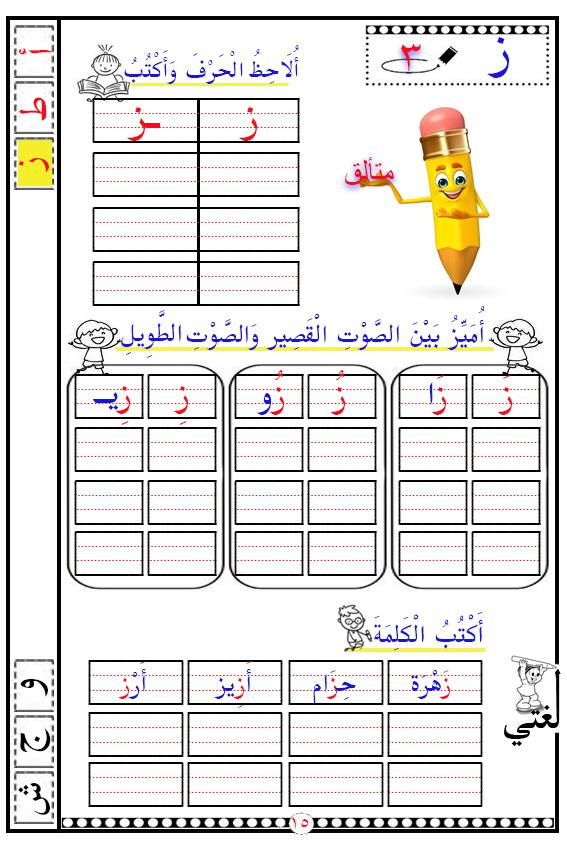 ز ٣
أُلَاحِظُ الْحَرْفَ وَأَكْتُبُ
ز ـز
متألق
أُمَيِّزُ بَيْنَ الصَّوْتِ الْقَصِيرِ وَالصَّوْتِ الطَّوِيلِ
زَ زَا زُ زُو زِ زِيـ
أَكْتُبُ الْكَلِمَةَ
زَهْرَة حِزَام أَزِيز أَرْز
لغتي
أ
ط
ز
و
ج
ش
١٥